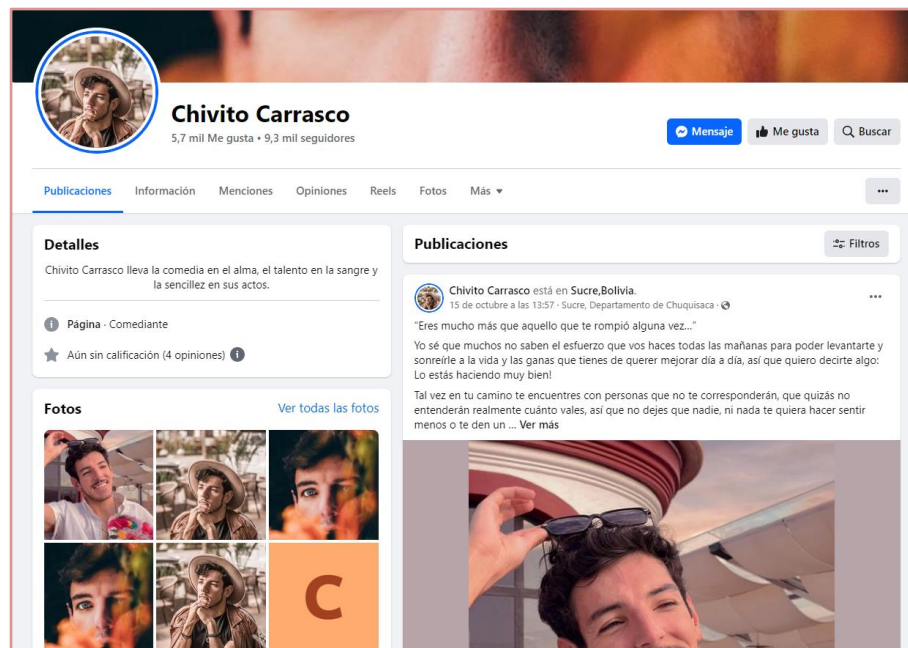 Chivito Carrasco
5,7 mil Me gusta • 9,3 mil seguidores
Mensaje
Me gusta
Buscar
Publicaciones
Información
Menciones
Opiniones
Reels
Fotos
Más
Detalles
Chivito Carrasco lleva la comedia en el alma, el talento en la sangre y
la sencillez en sus actos.
Página · Comediante
Aún sin calificación (4 opiniones)
Fotos
Ver todas las fotos
C
Publicaciones
Filtros
Chivito Carrasco está en Sucre,Bolivia.
15 de octubre a las 13:57 · Sucre, Departamento de Chuquisaca ·
"Eres mucho más que aquello que te rompió alguna vez..."
Yo sé que muchos no saben el esfuerzo que vos haces todas las mañanas para poder levantarte y
sonreírle a la vida y las ganas que tienes de querer mejorar día a día, así que quiero decirte algo:
Lo estás haciendo muy bien!
Tal vez en tu camino te encuentres con personas que no te corresponderán, que quizás no
entenderán realmente cuánto vales, así que no dejes que nadie, ni nada te quiera hacer sentir
menos o te den un ... Ver más